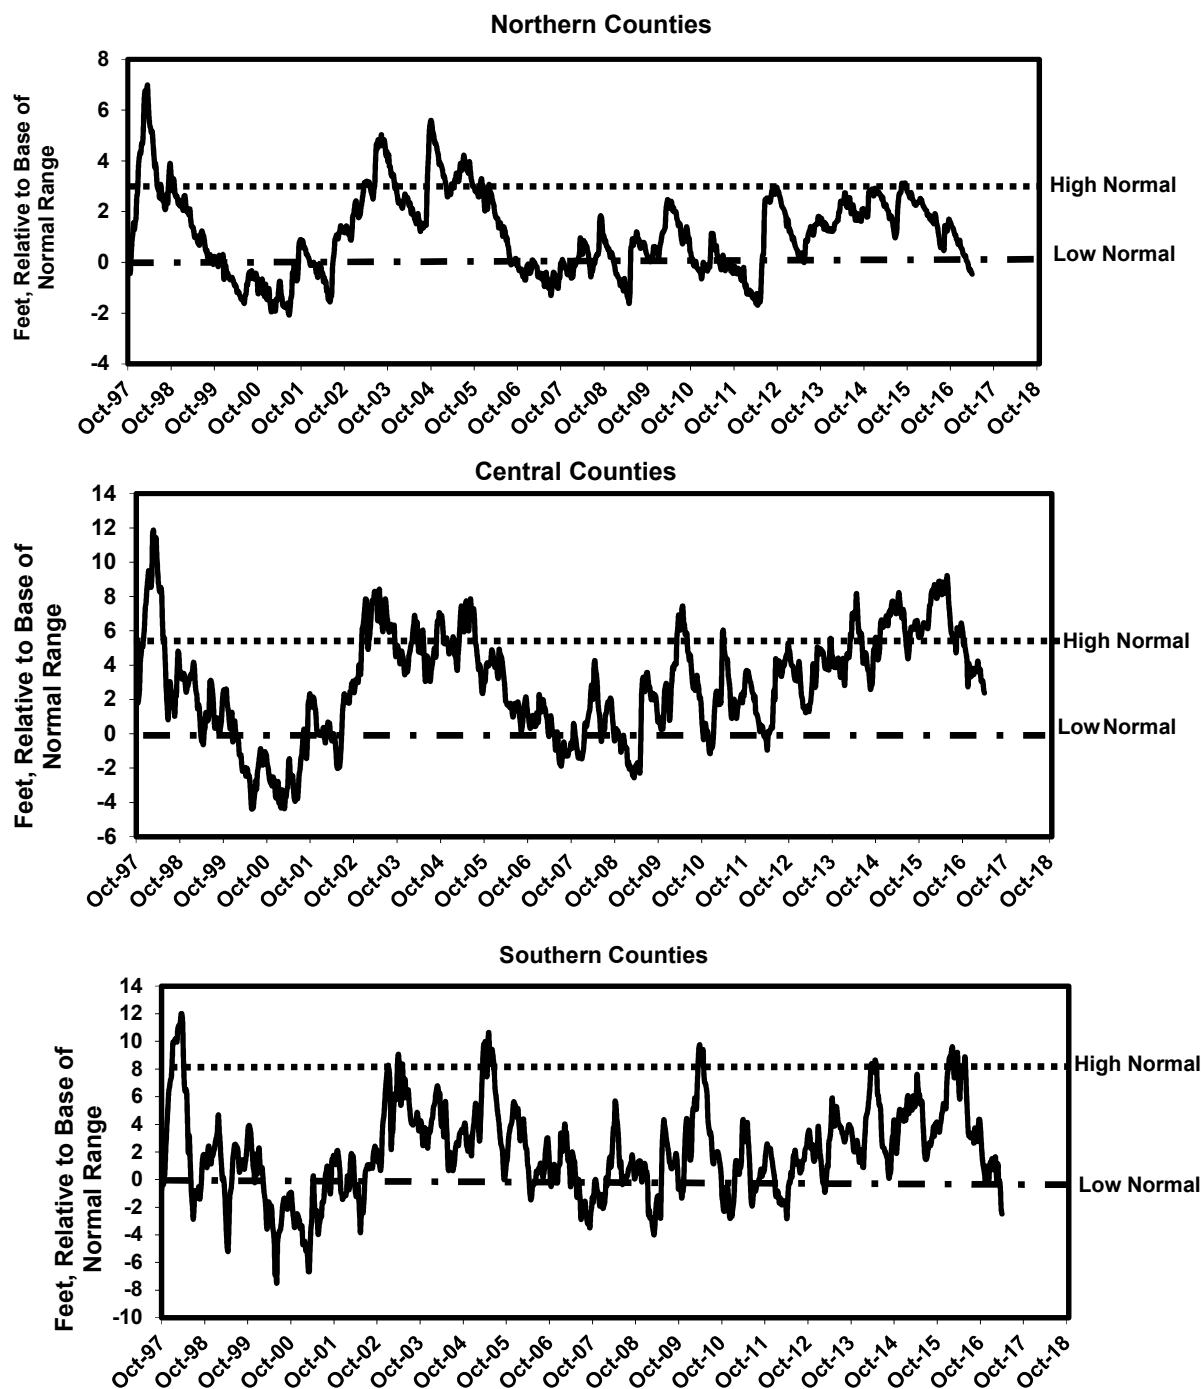 Northern Counties
Feet, Relative to Base of
Normal Range
8
6
4
2
0
-2
-4
High Normal
Low Normal
Oct-97
Oct-98
Oct-99
Oct-00
Oct-01
Oct-02
Oct-03
Oct-04
Oct-05
Oct-06
Oct-07
Oct-08
Oct-09
Oct-10
Oct-11
Oct-12
Oct-13
Oct-14
Oct-15
Oct-16
Oct-17
Oct-18
Central Counties
Feet, Relative to Base of
Normal Range
14
12
10
8
6
4
2
0
-2
-4
-6
High Normal
Low Normal
Oct-97
Oct-98
Oct-99
Oct-00
Oct-01
Oct-02
Oct-03
Oct-04
Oct-05
Oct-06
Oct-07
Oct-08
Oct-09
Oct-10
Oct-11
Oct-12
Oct-13
Oct-14
Oct-15
Oct-16
Oct-17
Oct-18
Southern Counties
Feet, Relative to Base of
Normal Range
14
12
10
8
6
4
2
0
-2
-4
-6
-8
-10
High Normal
Low Normal
Oct-97
Oct-98
Oct-99
Oct-00
Oct-01
Oct-02
Oct-03
Oct-04
Oct-05
Oct-06
Oct-07
Oct-08
Oct-09
Oct-10
Oct-11
Oct-12
Oct-13
Oct-14
Oct-15
Oct-16
Oct-17
Oct-18